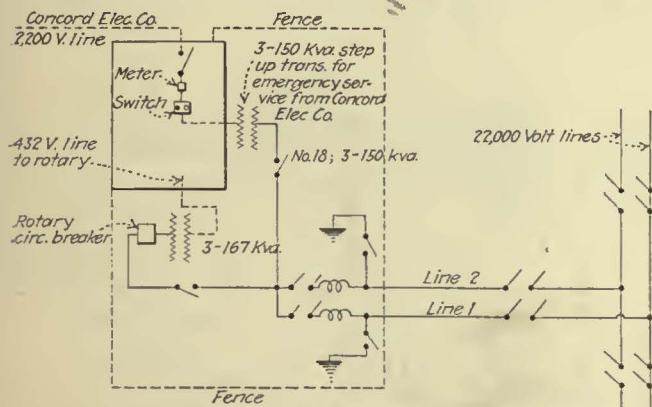 Concord Elec. Co.
2,200 V. line
Fence
3-150 Kva. step
up trans. for
emergency ser-
vice from Concord
Elec Co.
Meter
Switch
22,000 Volt lines
432 V. line
to rotary
No.18; 3-150 kva.
Rotary
circ. breaker
3-167 Kva.
Line 2
Line 1
Fence